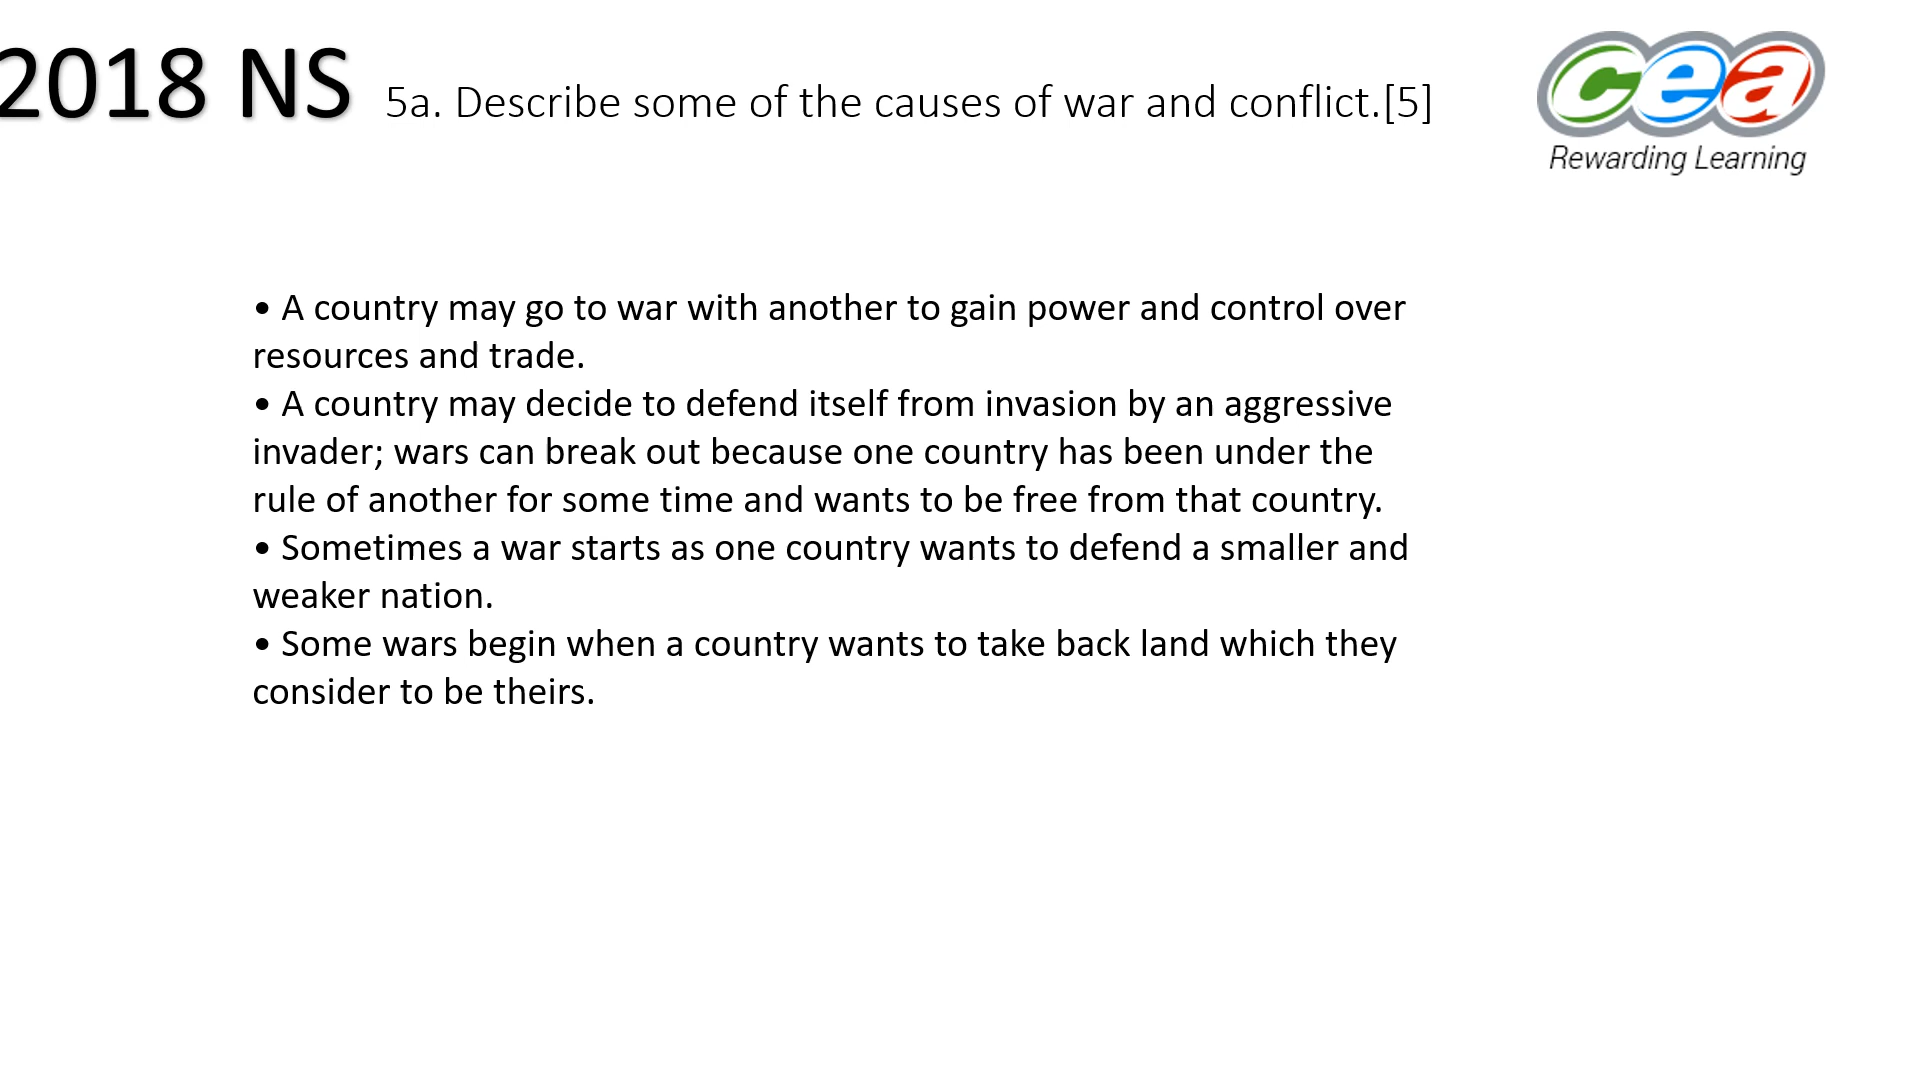 2018 NS 5a. Describe some of the causes of war and conflict.[5]
cea
Rewarding Learning
• A country may go to war with another to gain power and control over
resources and trade.
• A country may decide to defend itself from invasion by an aggressive
invader; wars can break out because one country has been under the
rule of another for some time and wants to be free from that country.
• Sometimes a war starts as one country wants to defend a smaller and
weaker nation.
• Some wars begin when a country wants to take back land which they
consider to be theirs.